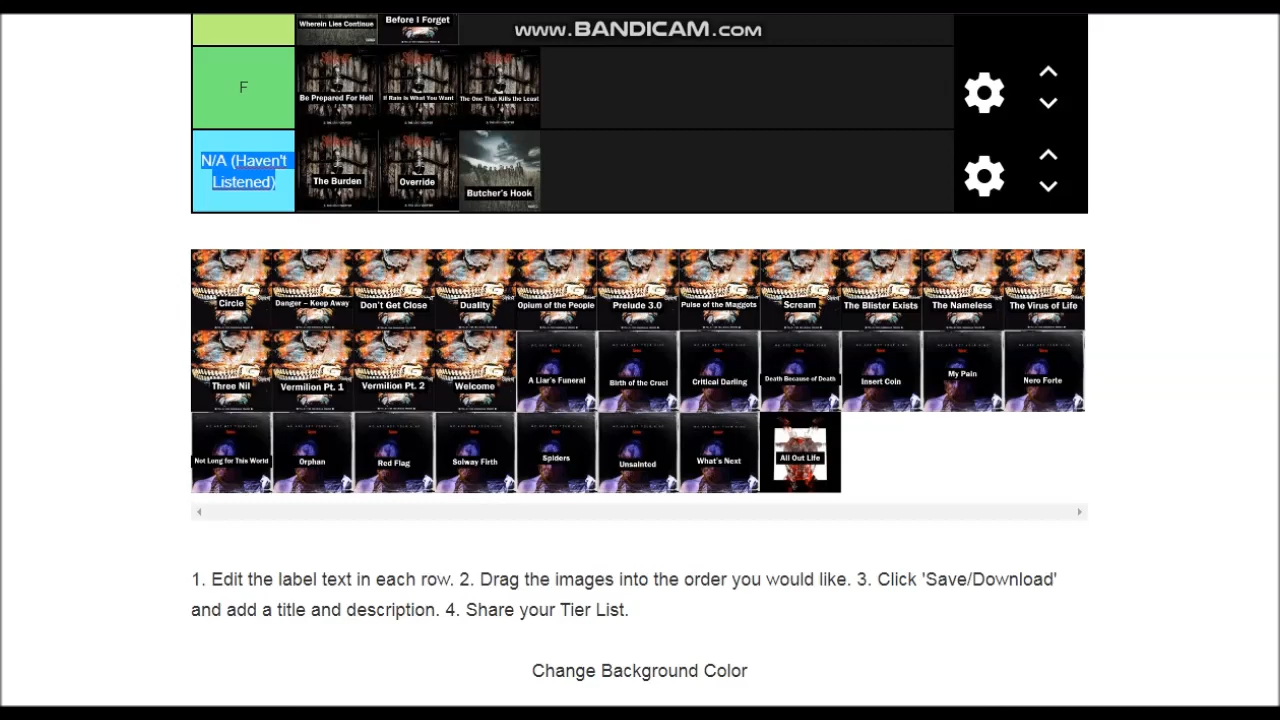 Wherein Lies Continue
Before I Forget
www.BANDICAM.com
F
Be Prepared For Hell
If Rain Is What You Want
The One That Kills the Least
N/A (Haven't
Listened)
The Burden
Override
Butcher's Hook
Circle
Danger – Keep Away
Don't Get Close
Duality
Opium of the People
Prelude 3.0
Pulse of the Maggots
Scream
The Blister Exists
The Nameless
The Virus of Life
Three Nil
Vermilion Pt. 1
Vermilion Pt. 2
Welcome
A Liar's Funeral
Birth of the Cruel
Critical Darling
Death Because of Death
Insert Coin
My Pain
Nero Forte
Not Long for This World
Orphan
Red Flag
Solway Firth
Spiders
Unsainted
What's Next
All Out Life
1. Edit the label text in each row. 2. Drag the images into the order you would like. 3. Click 'Save/Download'
and add a title and description. 4. Share your Tier List.
Change Background Color